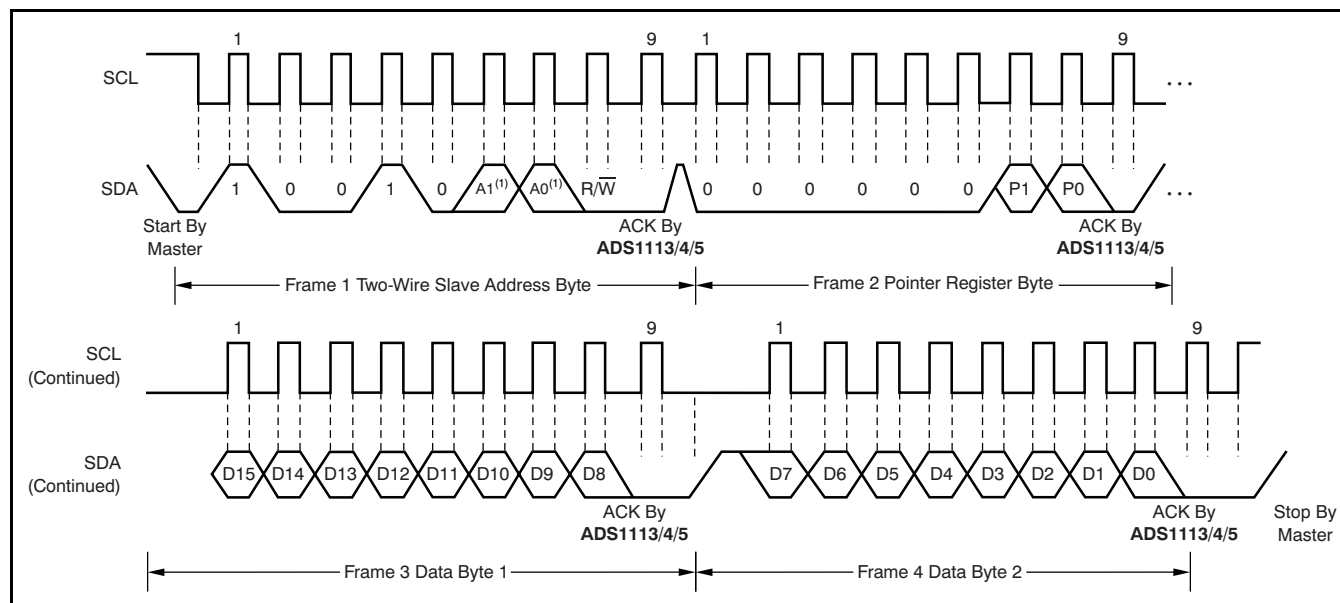 1 9 1 9
SCL ...
SDA 1 0 0 1 0 A1(1) A0(1) R/W̅ 0 0 0 0 0 0 P1 P0 ...
Start By Master ACK By ADS1113/4/5 ACK By ADS1113/4/5
Frame 1 Two-Wire Slave Address Byte Frame 2 Pointer Register Byte
1 9 1 9
SCL (Continued)
SDA (Continued) D15 D14 D13 D12 D11 D10 D9 D8 D7 D6 D5 D4 D3 D2 D1 D0
ACK By ADS1113/4/5 ACK By ADS1113/4/5 Stop By Master
Frame 3 Data Byte 1 Frame 4 Data Byte 2